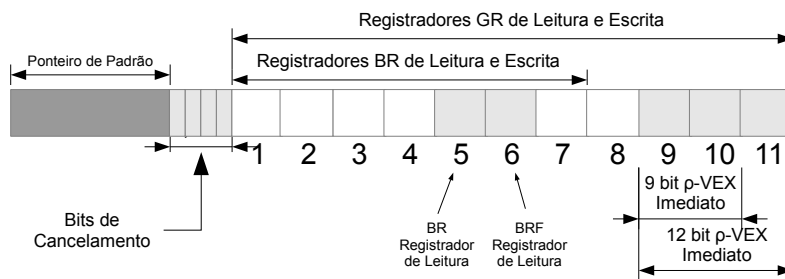 Registradores GR de Leitura e Escrita
Ponteiro de Padrão
Registradores BR de Leitura e Escrita
1 2 3 4 5 6 7 8 9 10 11
Bits de
Cancelamento
BR
Registrador
de Leitura
BRF
Registrador
de Leitura
9 bit ρ-VEX
Imediato
12 bit ρ-VEX
Imediato